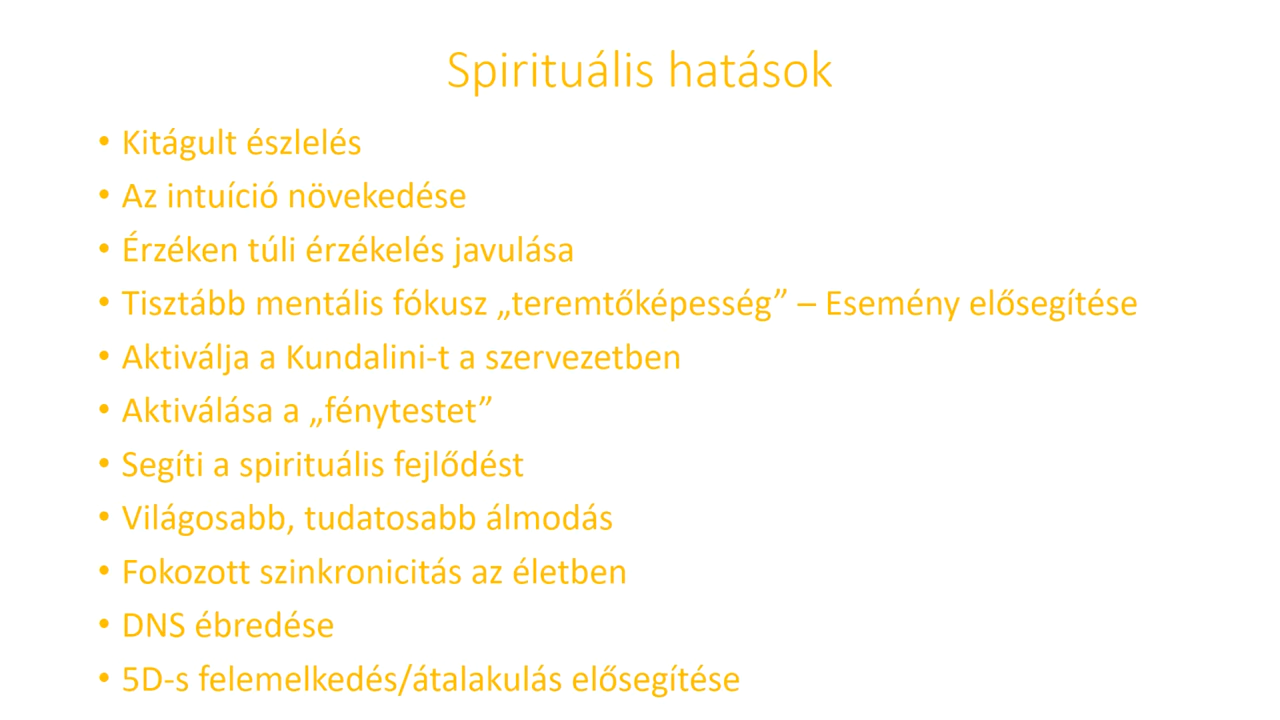 Spirituális hatások
• Kitágult észlelés
• Az intuíció növekedése
• Érzéken túli érzékelés javulása
• Tisztább mentális fókusz „teremtőképesség” – Esemény elősegítése
• Aktiválja a Kundalini-t a szervezetben
• Aktiválása a „fénytestet”
• Segíti a spirituális fejlődést
• Világosabb, tudatosabb álmodás
• Fokozott szinkronicitás az életben
• DNS ébredése
• 5D-s felemelkedés/átalakulás elősegítése